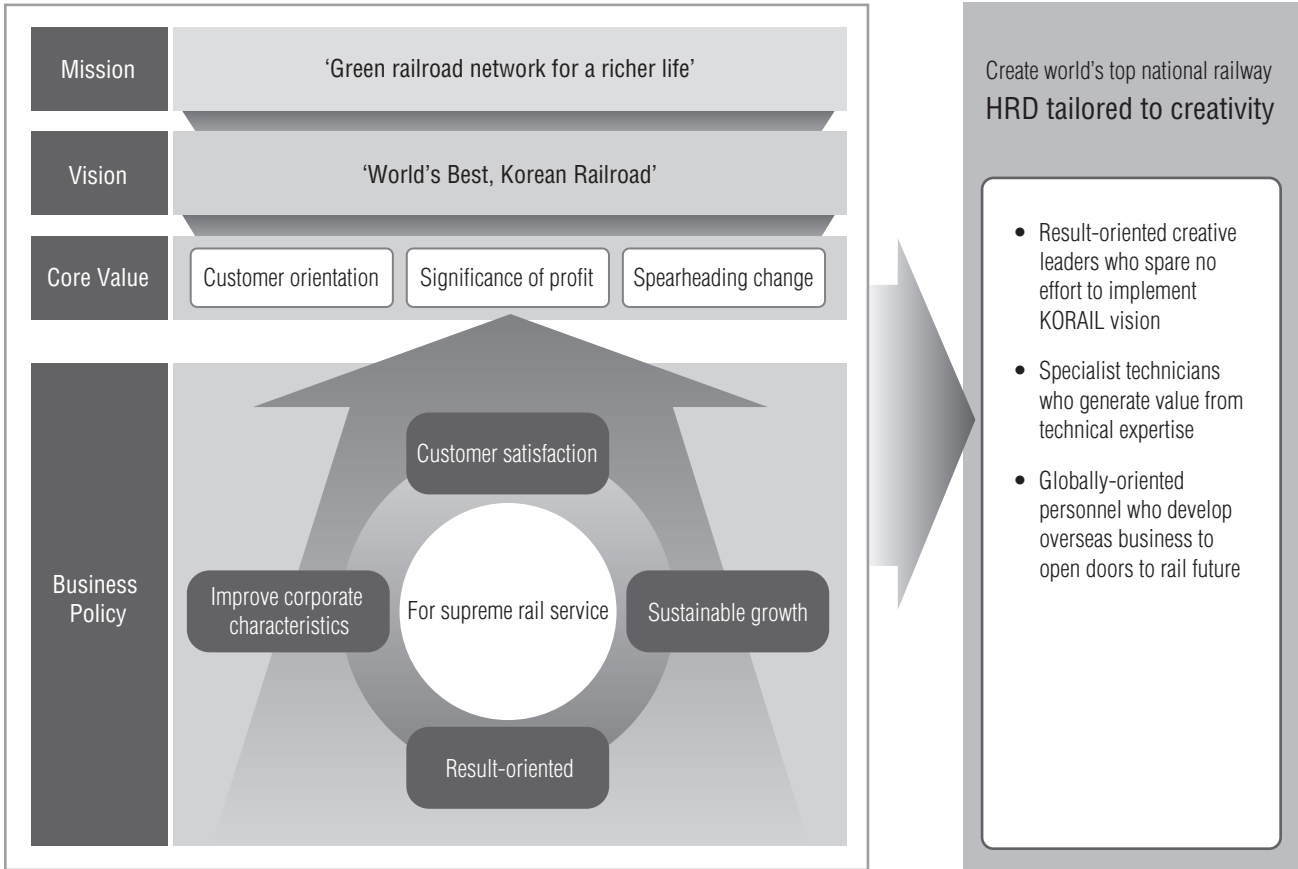 Mission
‘Green railroad network for a richer life’
Vision
‘World’s Best, Korean Railroad’
Core Value
Customer orientation
Significance of profit
Spearheading change
Business
Policy
Customer satisfaction
Improve corporate
characteristics
For supreme rail service
Sustainable growth
Result-oriented
Create world’s top national railway
HRD tailored to creativity
• Result-oriented creative
leaders who spare no
effort to implement
KORAIL vision
• Specialist technicians
who generate value from
technical expertise
• Globally-oriented
personnel who develop
overseas business to
open doors to rail future